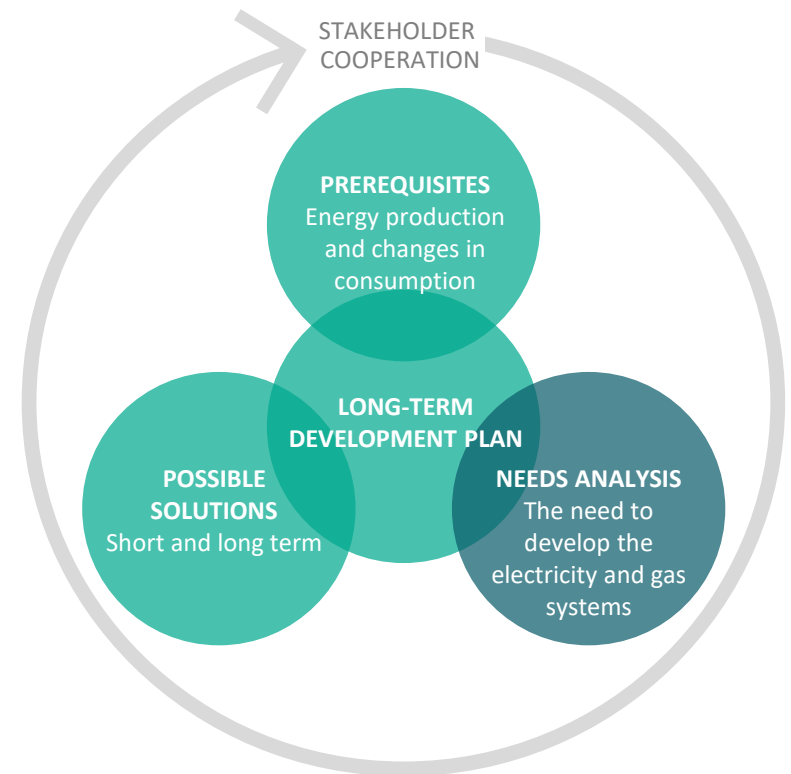 STAKEHOLDER
COOPERATION
PREREQUISITES
Energy production
and changes in
consumption
LONG-TERM
DEVELOPMENT PLAN
POSSIBLE
SOLUTIONS
Short and long term
NEEDS ANALYSIS
The need to
develop the
electricity and gas
systems